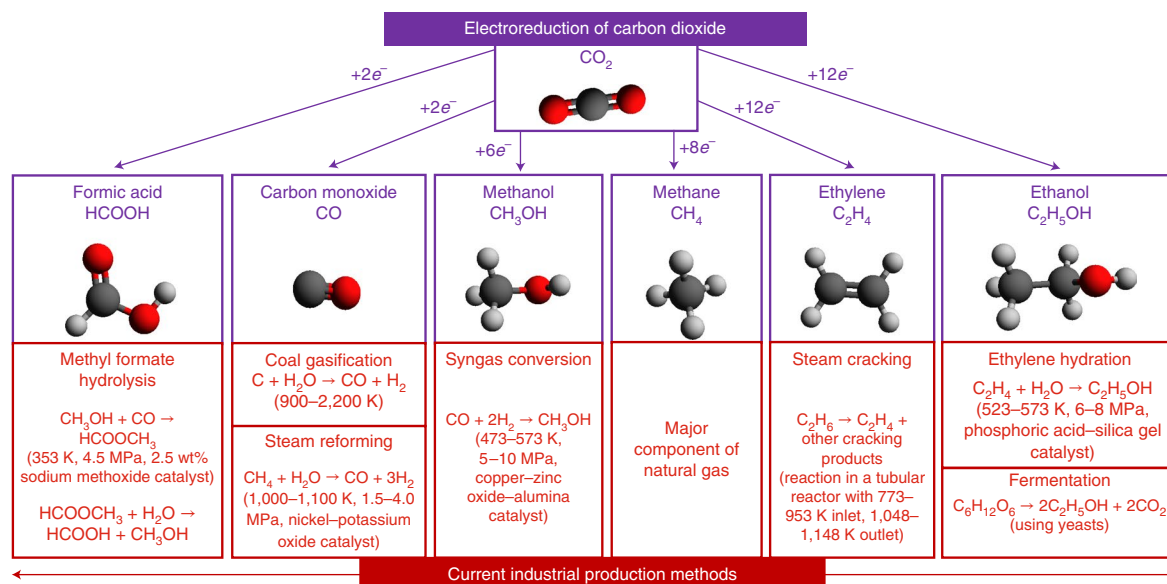 Electroreduction of carbon dioxide
CO₂
+2e⁻
+2e⁻
+6e⁻
+8e⁻
+12e⁻
+12e⁻
Formic acid
HCOOH
Carbon monoxide
CO
Methanol
CH₃OH
Methane
CH₄
Ethylene
C₂H₄
Ethanol
C₂H₅OH
Methyl formate
hydrolysis
CH₃OH + CO →
HCOOCH₃
(353 K, 4.5 MPa, 2.5 wt%
sodium methoxide catalyst)
HCOOCH₃ + H₂O →
HCOOH + CH₃OH
Coal gasification
C + H₂O → CO + H₂
(900–2,200 K)
Steam reforming
CH₄ + H₂O → CO + 3H₂
(1,000–1,100 K, 1.5–4.0
MPa, nickel–potassium
oxide catalyst)
Syngas conversion
CO + 2H₂ → CH₃OH
(473–573 K,
5–10 MPa,
copper–zinc
oxide–alumina
catalyst)
Major
component of
natural gas
Steam cracking
C₂H₆ → C₂H₄ +
other cracking
products
(reaction in a tubular
reactor with 773–
953 K inlet, 1,048–
1,148 K outlet)
Ethylene hydration
C₂H₄ + H₂O → C₂H₅OH
(523–573 K, 6–8 MPa,
phosphoric acid–silica gel
catalyst)
Fermentation
C₆H₁₂O₆ → 2C₂H₅OH + 2CO₂
(using yeasts)
Current industrial production methods